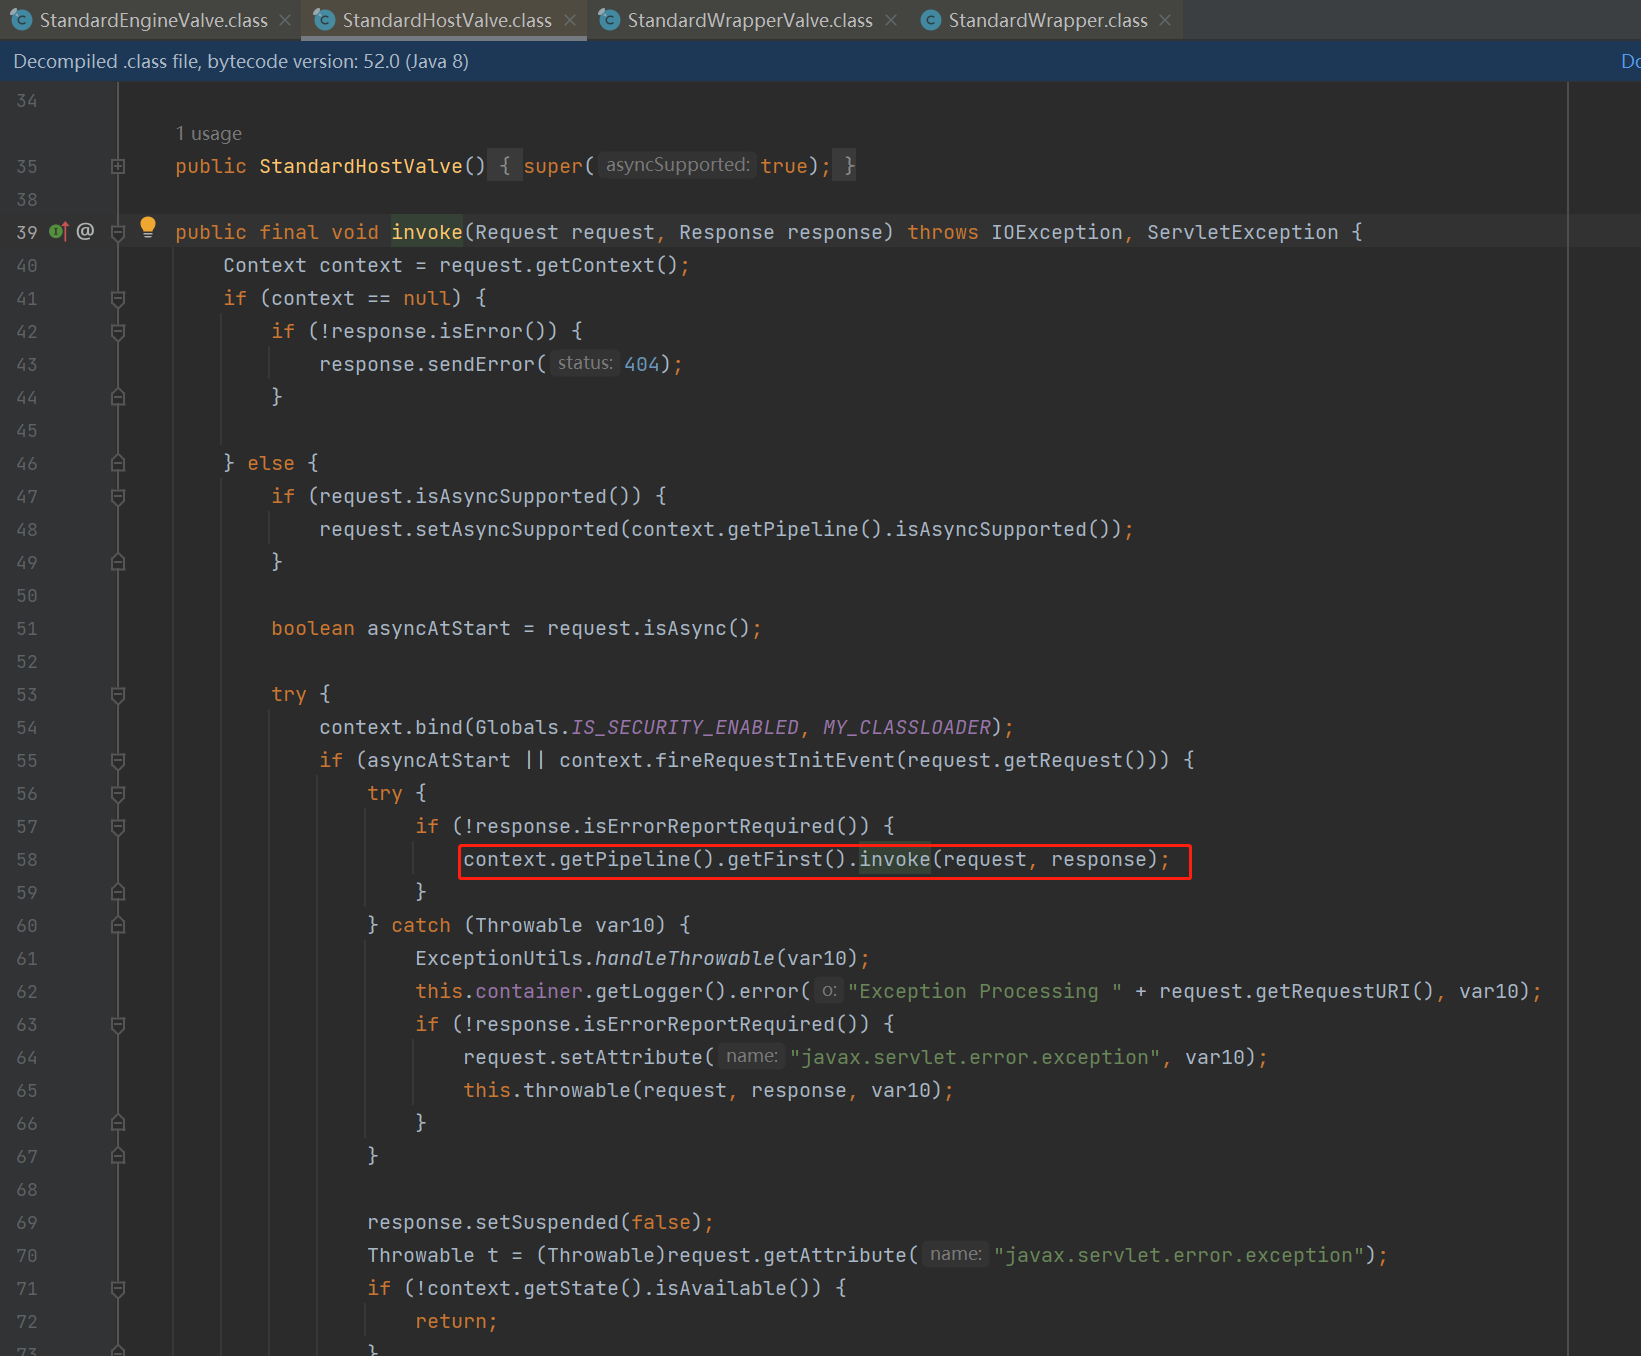 StandardEngineValve.class StandardHostValve.class StandardWrapperValve.class StandardWrapper.class
Decompiled .class file, bytecode version: 52.0 (Java 8) Do
34
1 usage
35 public StandardHostValve() { super( asyncSupported: true); }
38
39 @ public final void invoke(Request request, Response response) throws IOException, ServletException {
40 Context context = request.getContext();
41 if (context == null) {
42 if (!response.isError()) {
43 response.sendError( status: 404);
44 }
45
46 } else {
47 if (request.isAsyncSupported()) {
48 request.setAsyncSupported(context.getPipeline().isAsyncSupported());
49 }
50
51 boolean asyncAtStart = request.isAsync();
52
53 try {
54 context.bind(Globals.IS_SECURITY_ENABLED, MY_CLASSLOADER);
55 if (asyncAtStart || context.fireRequestInitEvent(request.getRequest())) {
56 try {
57 if (!response.isErrorReportRequired()) {
58 context.getPipeline().getFirst().invoke(request, response);
59 }
60 } catch (Throwable var10) {
61 ExceptionUtils.handleThrowable(var10);
62 this.container.getLogger().error( o: "Exception Processing " + request.getRequestURI(), var10);
63 if (!response.isErrorReportRequired()) {
64 request.setAttribute( name: "javax.servlet.error.exception", var10);
65 this.throwable(request, response, var10);
66 }
67 }
68
69 response.setSuspended(false);
70 Throwable t = (Throwable)request.getAttribute( name: "javax.servlet.error.exception");
71 if (!context.getState().isAvailable()) {
72 return;
73 }